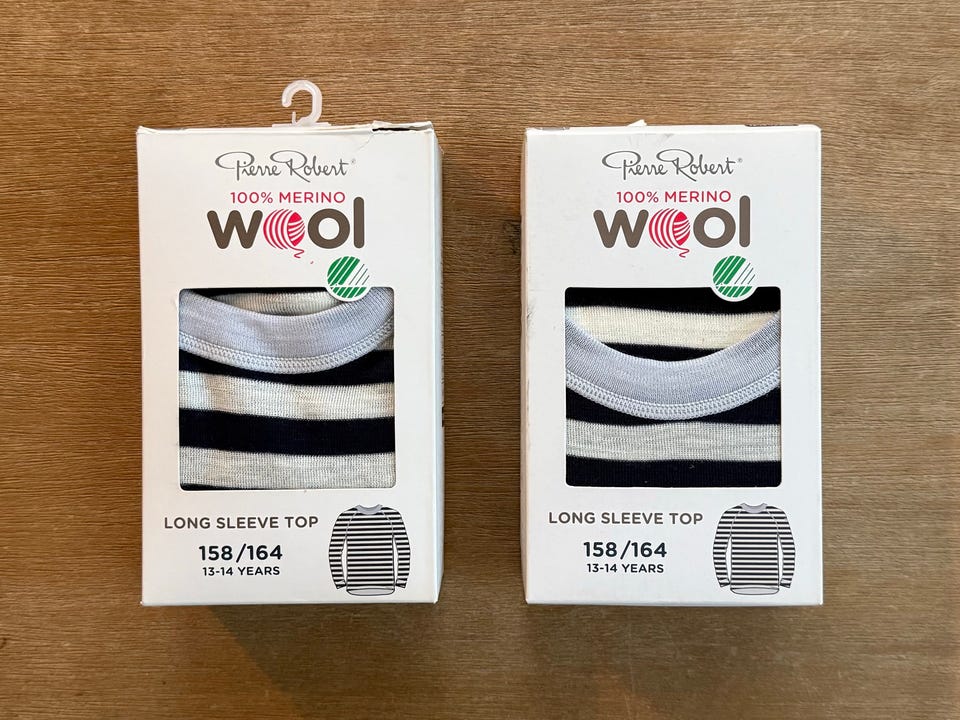 Pierre Robert®
100% MERINO
wool
LONG SLEEVE TOP
158/164
13-14 YEARS
Pierre Robert®
100% MERINO
wool
LONG SLEEVE TOP
158/164
13-14 YEARS